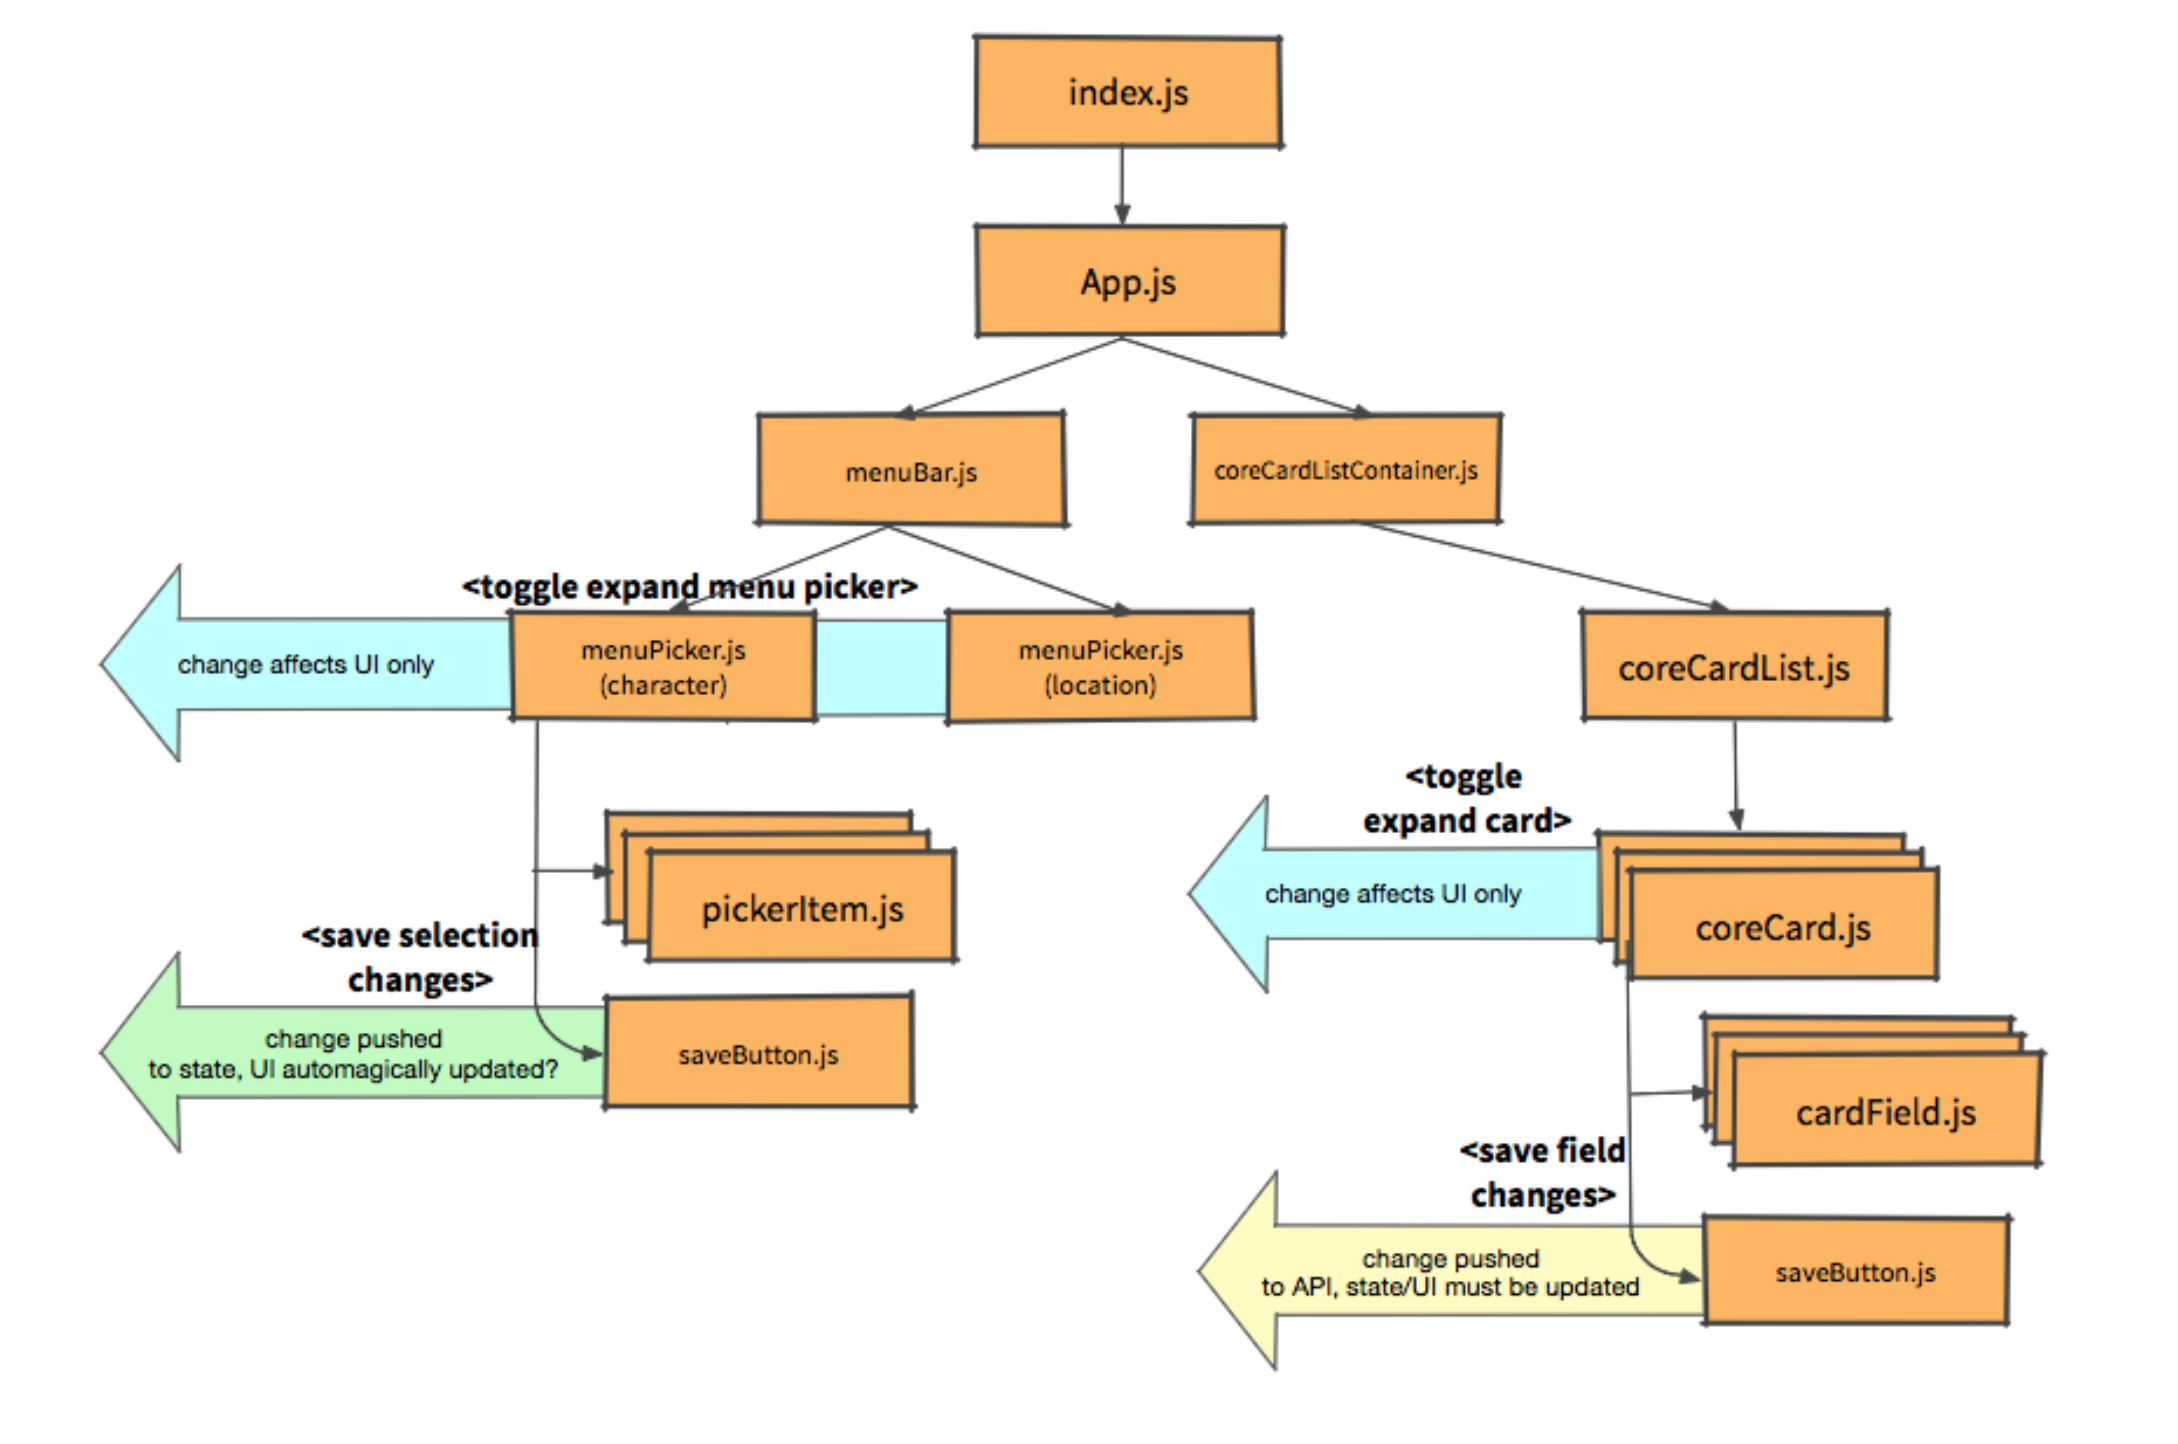 index.js
App.js
menuBar.js
coreCardListContainer.js
<toggle expand menu picker>
change affects UI only
menuPicker.js
(character)
menuPicker.js
(location)
coreCardList.js
<toggle
expand card>
change affects UI only
coreCard.js
pickerItem.js
<save selection
changes>
change pushed
to state, UI automagically updated?
saveButton.js
cardField.js
<save field
changes>
change pushed
to API, state/UI must be updated
saveButton.js